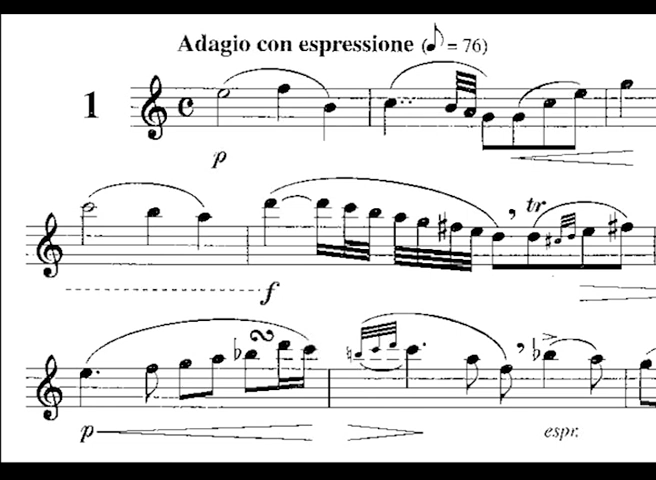 Adagio con espressione (♪ = 76)
1
p
tr
f
p
espr.